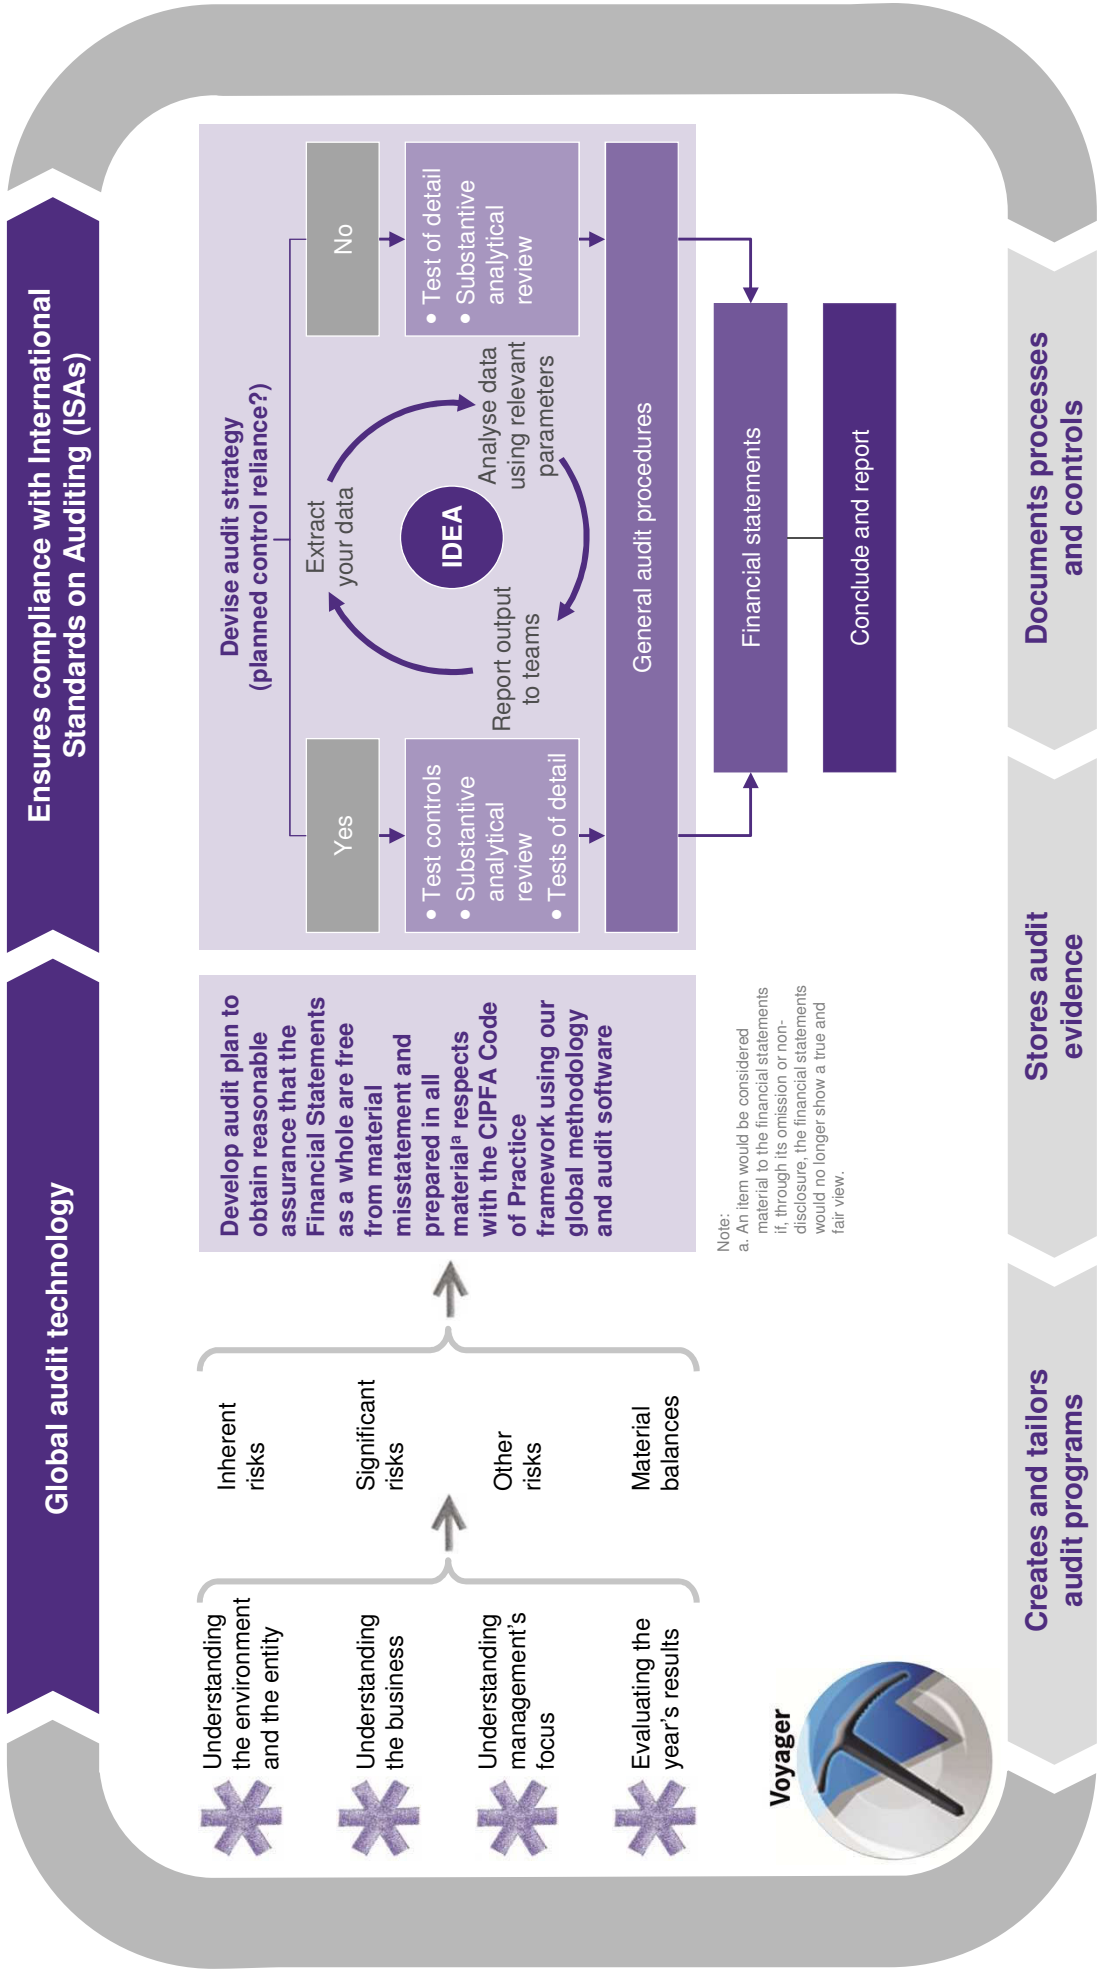 Global audit technology
Ensures compliance with International
Standards on Auditing (ISAs)
Understanding
the environment
and the entity
Understanding
the business
Understanding
management’s
focus
Evaluating the
year’s results
Inherent
risks
Significant
risks
Other
risks
Material
balances
Develop audit plan to
obtain reasonable
assurance that the
Financial Statements
as a whole are free
from material
misstatement and
prepared in all
materialª respects
with the CIPFA Code
of Practice
framework using our
global methodology
and audit software
Note:
a. An item would be considered
material to the financial statements
if, through its omission or non-
disclosure, the financial statements
would no longer show a true and
fair view.
Devise audit strategy
(planned control reliance?)
Yes
• Test controls
• Substantive
analytical
review
• Tests of detail
Extract
your data
IDEA
Analyse data
using relevant
parameters
Report output
to teams
No
• Test of detail
• Substantive
analytical
review
General audit procedures
Financial statements
Conclude and report
Voyager
Creates and tailors
audit programs
Stores audit
evidence
Documents processes
and controls